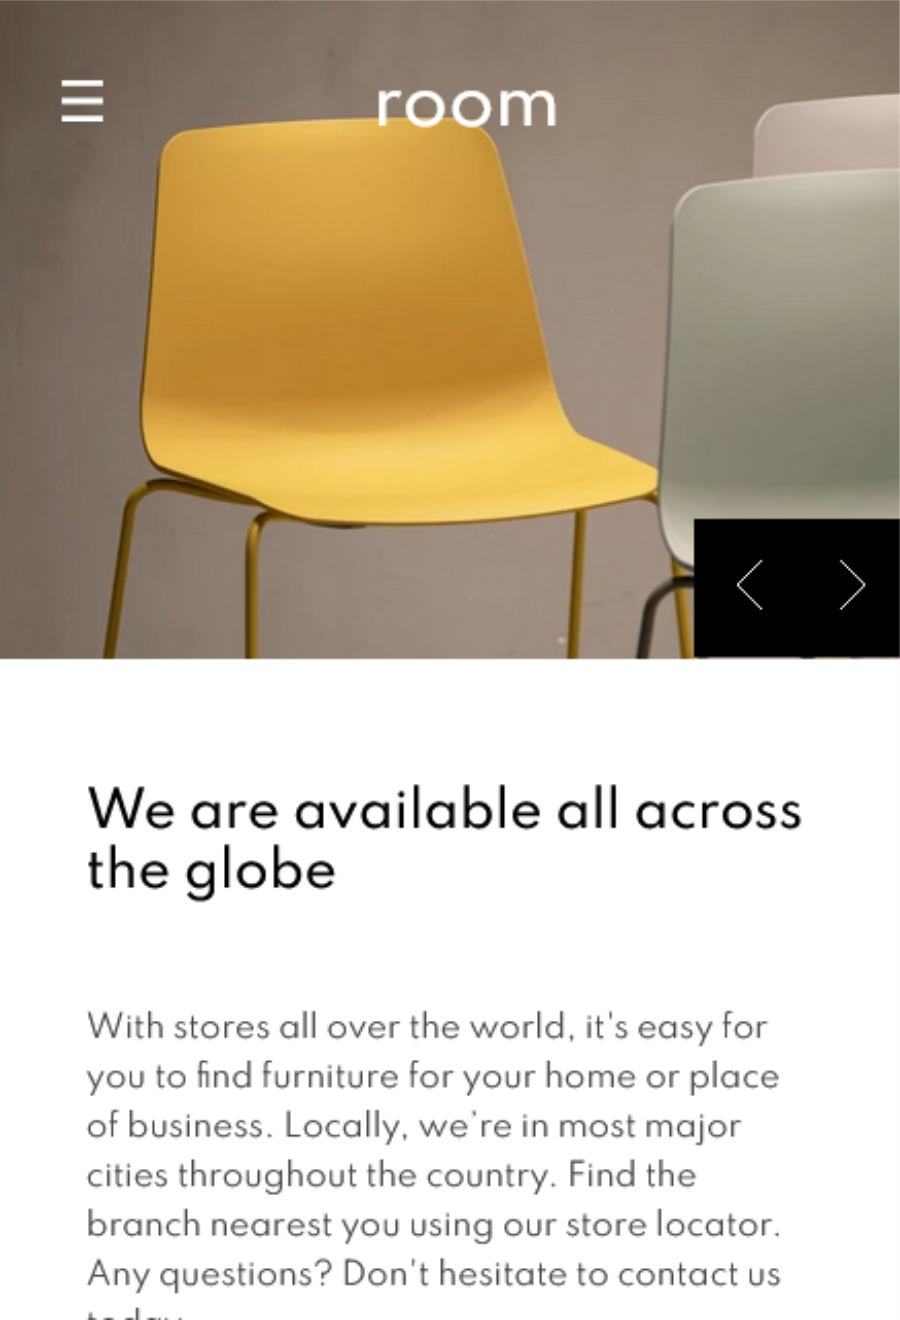 room
We are available all across
the globe
With stores all over the world, it's easy for
you to find furniture for your home or place
of business. Locally, we’re in most major
cities throughout the country. Find the
branch nearest you using our store locator.
Any questions? Don't hesitate to contact us
today.